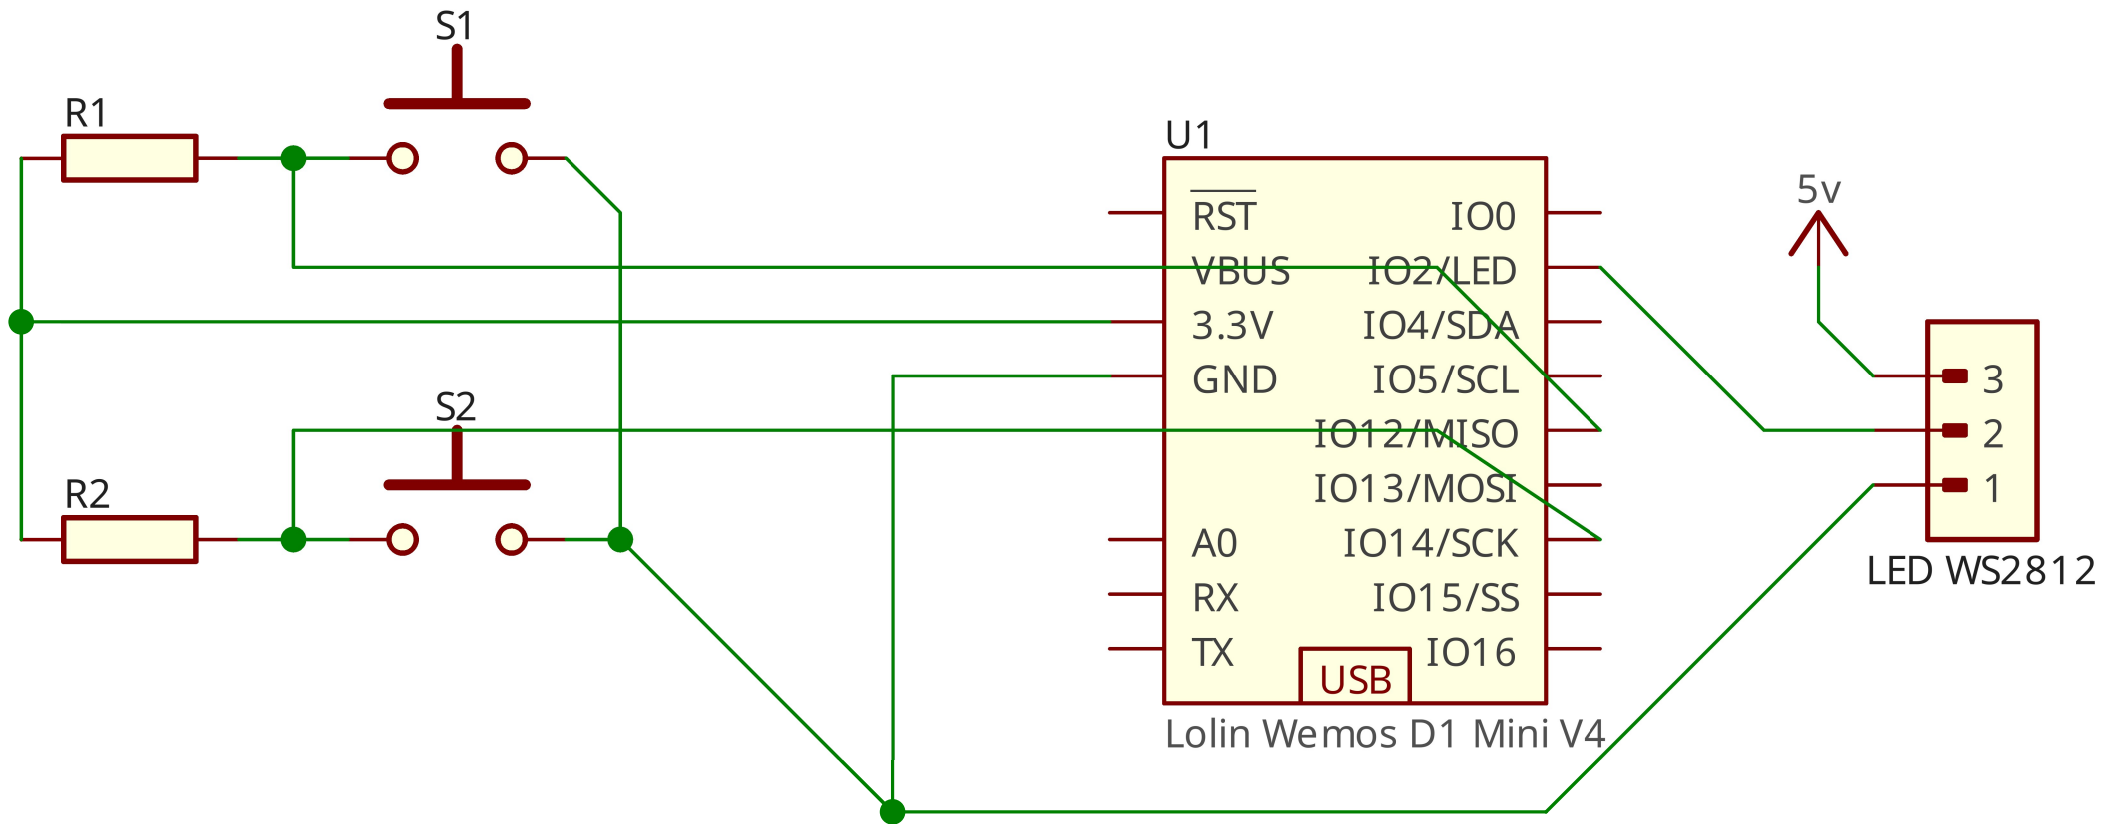 S1
R1
S2
R2
U1
RST IO0
VBUS IO2/LED
3.3V IO4/SDA
GND IO5/SCL
IO12/MISO
IO13/MOSI
A0 IO14/SCK
RX IO15/SS
TX IO16
USB
Lolin Wemos D1 Mini V4
5v
3
2
1
LED WS2812